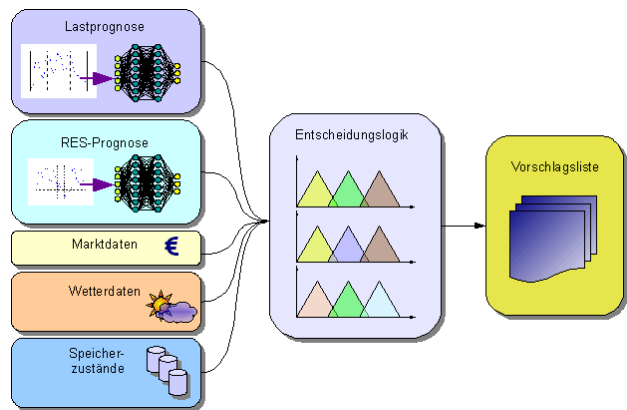 Lastprognose
RES-Prognose
Marktdaten €
Wetterdaten
Speicher-
zustände
Entscheidungslogik
Vorschlagsliste